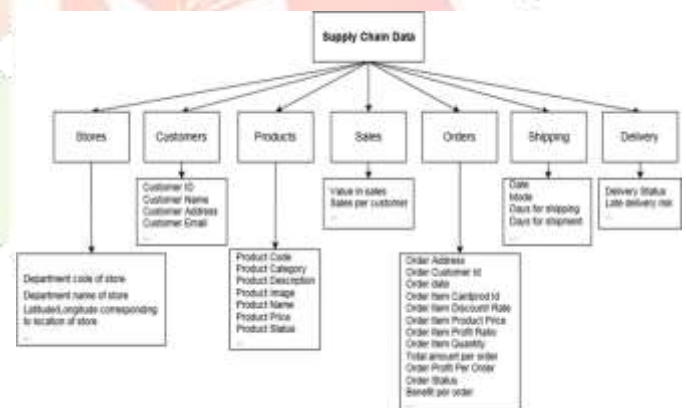 Supply Chain Data
Stores
Customers
Products
Sales
Orders
Shipping
Delivery
Department code of store
Department name of store
Latitude/Longitude corresponding
to location of store
...
Customer ID
Customer Name
Customer Address
Customer Email
...
Product Code
Product Category
Product Description
Product Image
Product Name
Product Price
Product Status
...
Value in sales
Sales per customer
...
Order Address
Order Customer Id
Order date
Order Item Cardprod Id
Order Item Discount Rate
Order Item Product Price
Order Item Profit Ratio
Order Item Quantity
Total amount per order
Order Profit Per Order
Order Status
Benefit per order
Date
Mode
Days for shipping
Days for shipment
...
Delivery Status
Late delivery risk
...